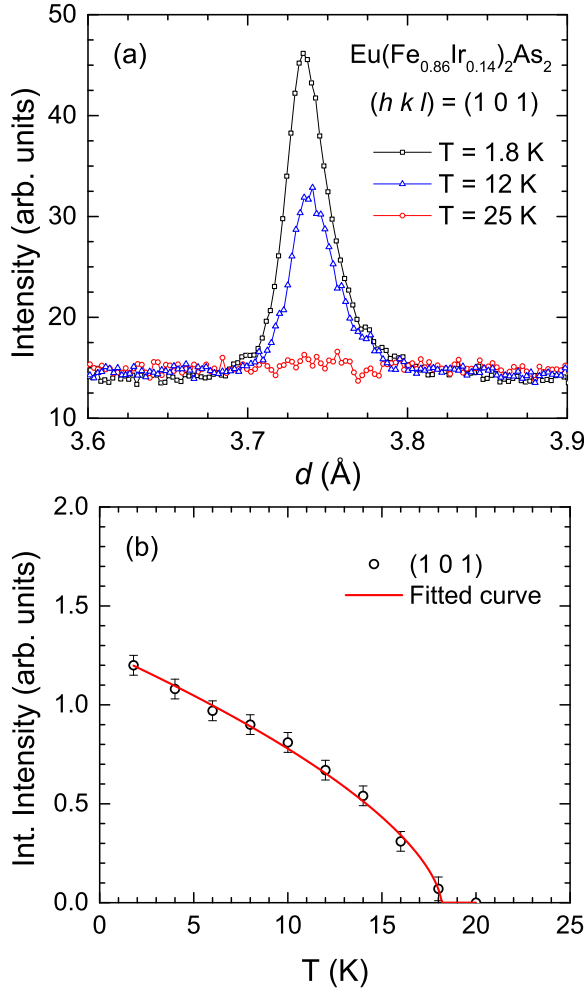 (a)
Eu(Fe0.86Ir0.14)2As2
(h k l) = (1 0 1)
T = 1.8 K
T = 12 K
T = 25 K
Intensity (arb. units)
50
40
30
20
10
3.6 3.7 3.8 3.9
d (Å)
(b)
(1 0 1)
Fitted curve
Int. Intensity (arb. units)
2.0
1.5
1.0
0.5
0.0
0 5 10 15 20 25
T (K)